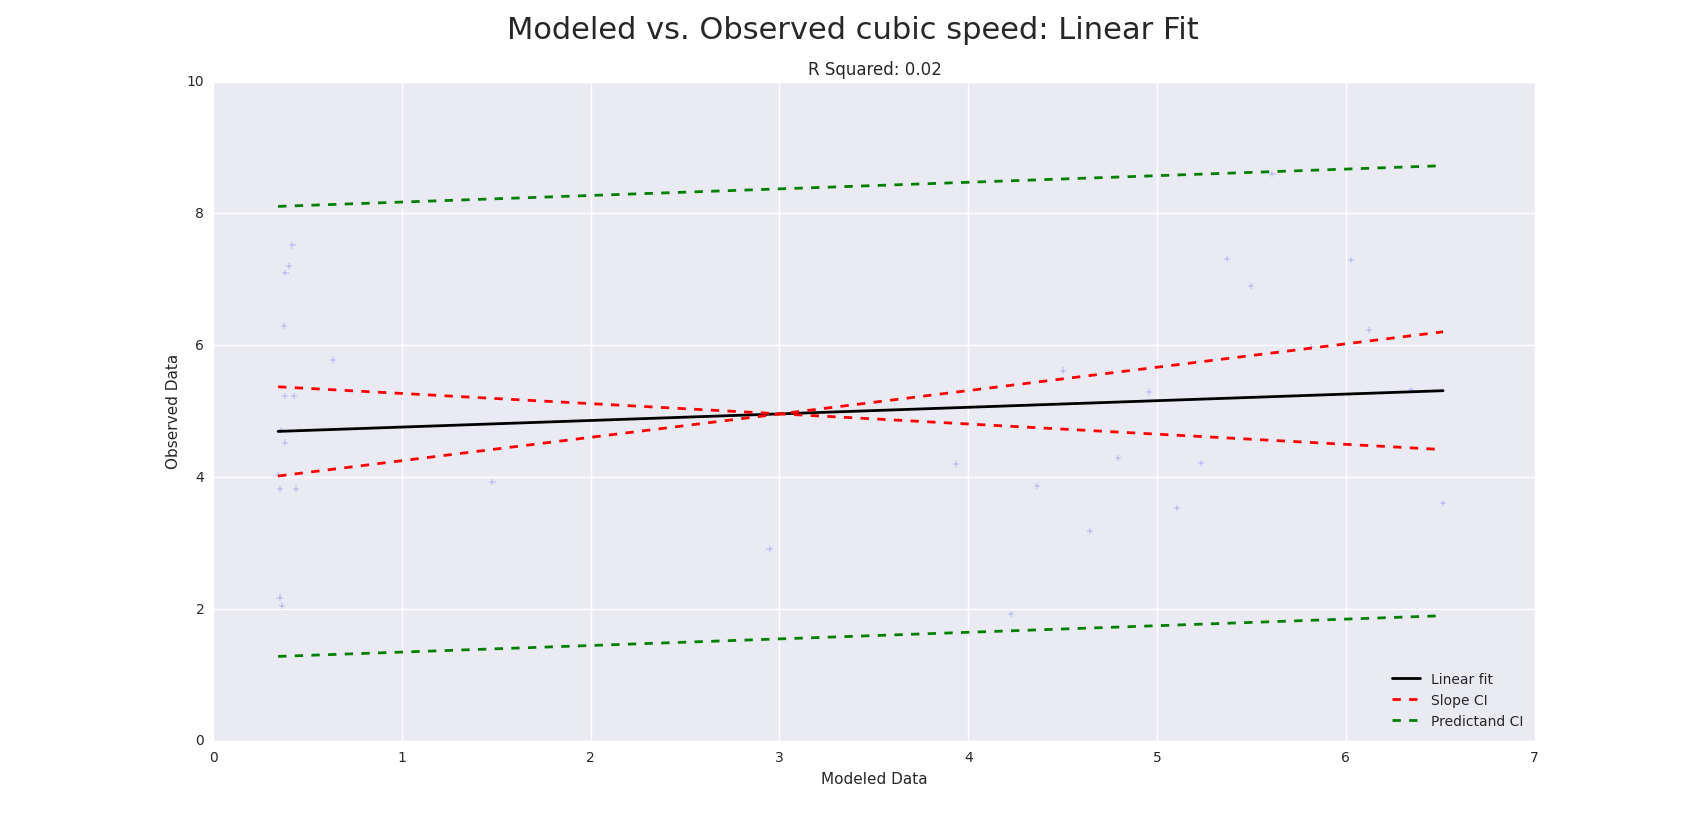 Modeled vs. Observed cubic speed: Linear Fit
R Squared: 0.02
10
8
6
4
2
0
Observed Data
0 1 2 3 4 5 6 7
Modeled Data
Linear fit
Slope CI
Predictand CI